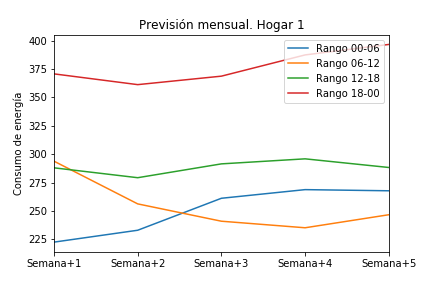 Previsión mensual. Hogar 1
Consumo de energía
400
375
350
325
300
275
250
225
Rango 00-06
Rango 06-12
Rango 12-18
Rango 18-00
Semana+1 Semana+2 Semana+3 Semana+4 Semana+5